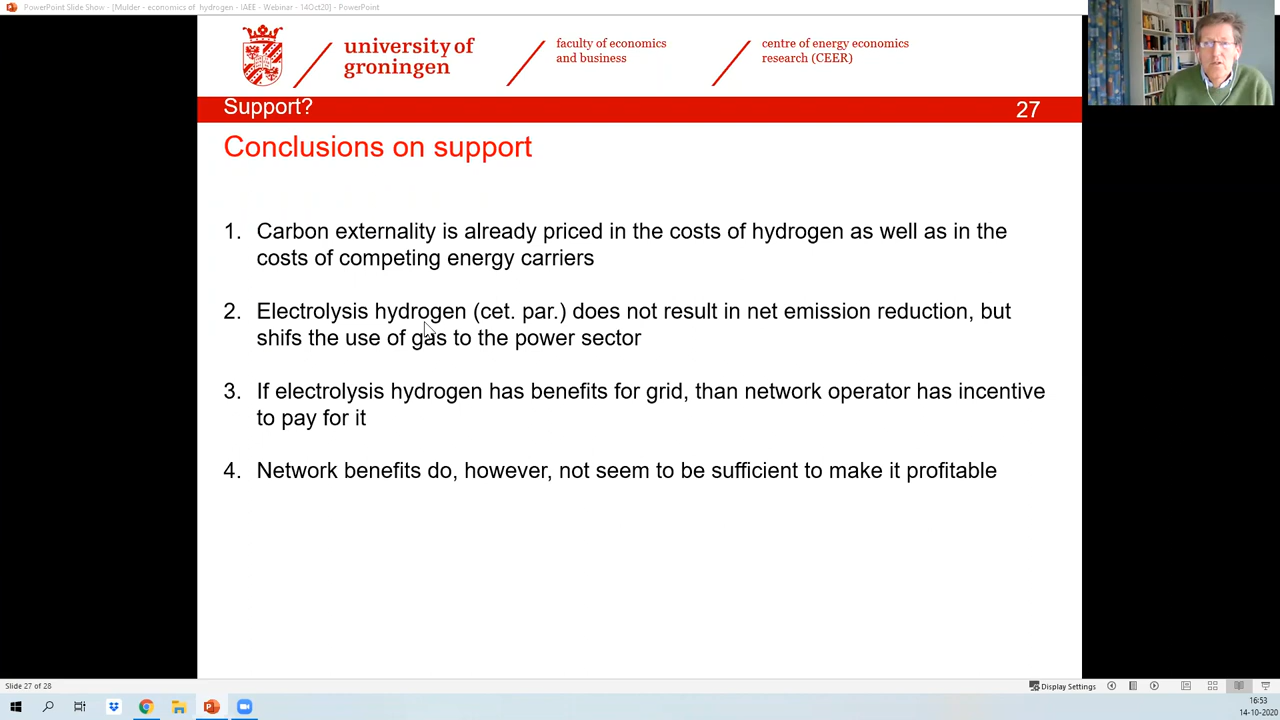 PowerPoint Slide Show - [Mulder - economics of hydrogen - IAEE - Webinar - 14Oct20] - PowerPoint
university of
groningen
faculty of economics
and business
centre of energy economics
research (CEER)
Support?
27
Conclusions on support
1. Carbon externality is already priced in the costs of hydrogen as well as in the
costs of competing energy carriers
2. Electrolysis hydrogen (cet. par.) does not result in net emission reduction, but
shifs the use of gas to the power sector
3. If electrolysis hydrogen has benefits for grid, than network operator has incentive
to pay for it
4. Network benefits do, however, not seem to be sufficient to make it profitable
Slide 27 of 28
Display Settings
16:53
14-10-2020